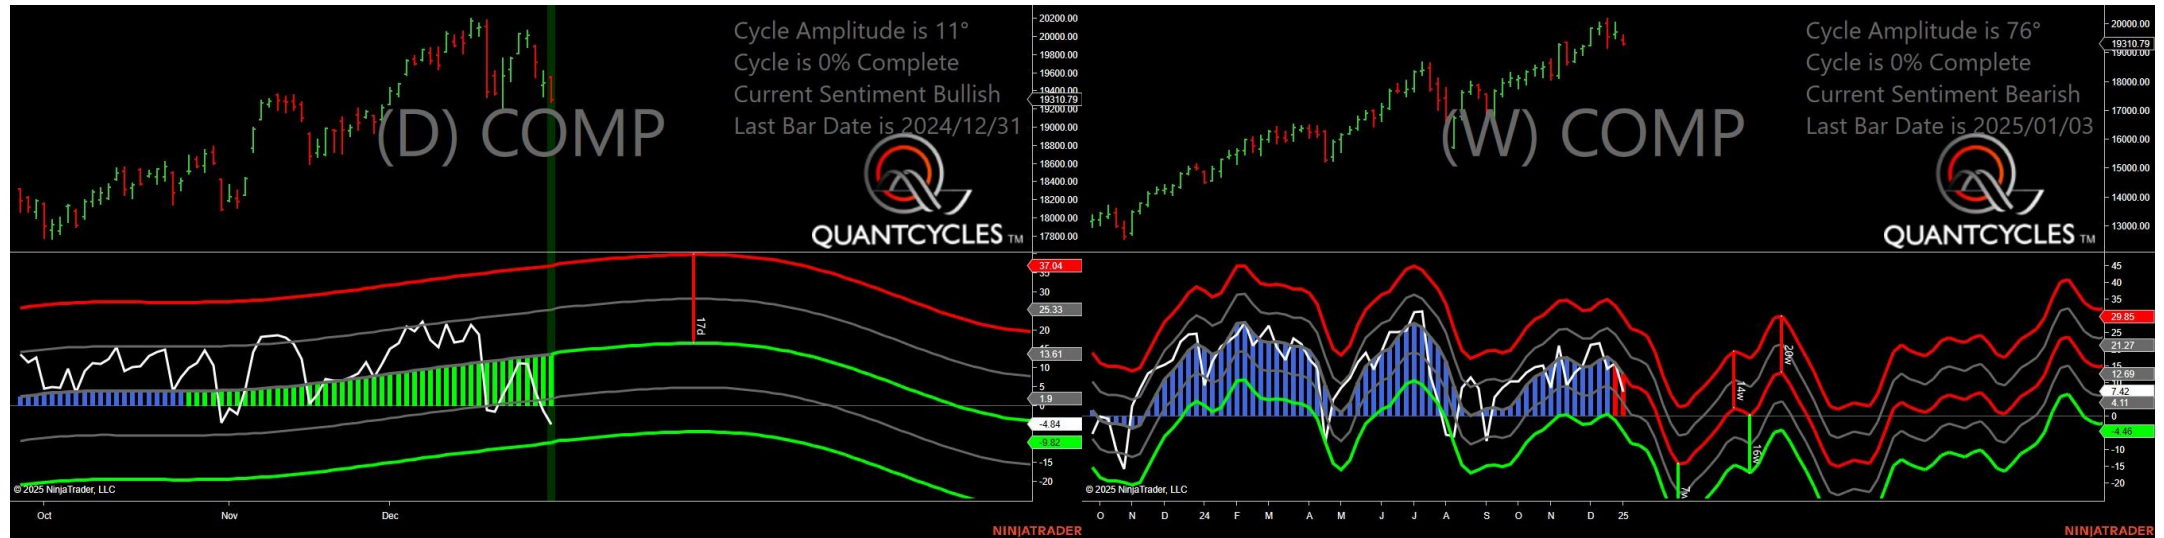 Cycle Amplitude is 11°
Cycle is 0% Complete
Current Sentiment Bullish
Last Bar Date is 2024/12/31
(D) COMP
QUANTCYCLES TM
20200.00
20000.00
19800.00
19600.00
19400.00
19310.79
19200.00
19000.00
18800.00
18600.00
18400.00
18200.00
18000.00
17800.00
37.04
35
30
25.33
20
13.61
10
5
1.9
0
-4.84
-9.82
-15
-20
17d
© 2025 NinjaTrader, LLC
Oct
Nov
Dec
NINJATRADER
Cycle Amplitude is 76°
Cycle is 0% Complete
Current Sentiment Bearish
Last Bar Date is 2025/01/03
(W) COMP
QUANTCYCLES TM
20000.00
19310.79
19000.00
18000.00
17000.00
16000.00
15000.00
14000.00
13000.00
45
40
35
29.85
25
21.27
12.69
7.42
4.11
0
-4.46
-10
-15
-20
14w
20w
16w
7w
© 2025 NinjaTrader, LLC
O
N
D
24
F
M
A
M
J
J
A
S
O
N
D
25
NINJATRADER